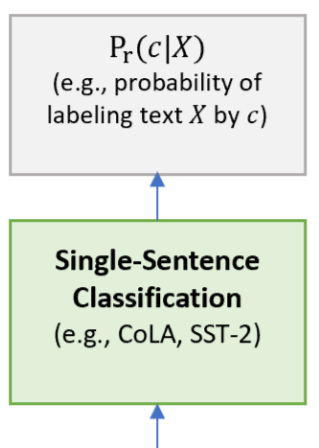 Pr(c|X)
(e.g., probability of
labeling text X by c)
Single-Sentence
Classification
(e.g., CoLA, SST-2)